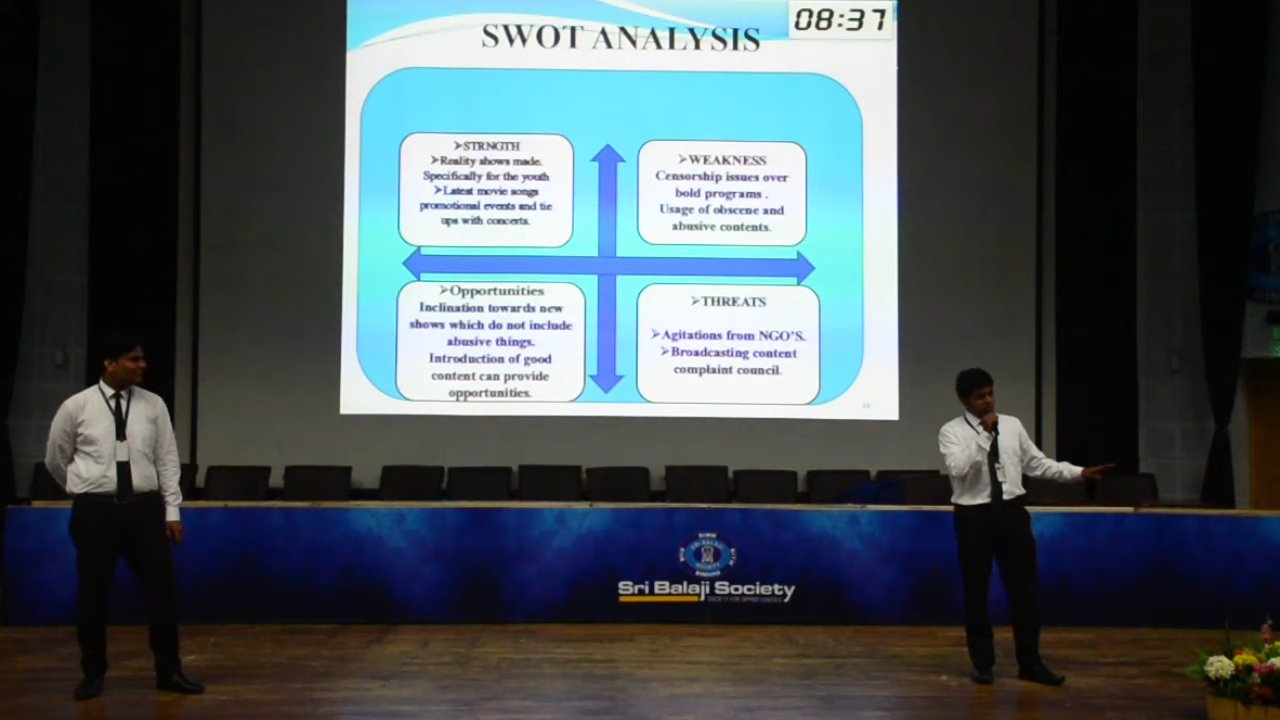 08:37
SWOT ANALYSIS
➢STRNGTH
➢Reality shows made.
Specifically for the youth
➢Latest movie songs
promotional events and tie
ups with concerts.
➢WEAKNESS
Censorship issues over
bold programs .
Usage of obscene and
abusive contents.
➢Opportunities
Inclination towards new
shows which do not include
abusive things.
Introduction of good
content can provide
opportunities.
➢THREATS
➢Agitations from NGO'S.
➢Broadcasting content
complaint council.
Sri Balaji Society